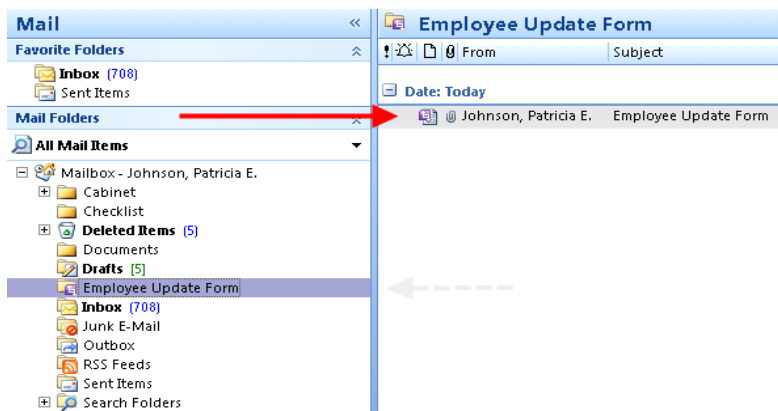 Mail
Favorite Folders
Inbox (708)
Sent Items
Mail Folders
All Mail Items
Mailbox - Johnson, Patricia E.
Cabinet
Checklist
Deleted Items (5)
Documents
Drafts [5]
Employee Update Form
Inbox (708)
Junk E-Mail
Outbox
RSS Feeds
Sent Items
Search Folders
Employee Update Form
From Subject
Date: Today
Johnson, Patricia E. Employee Update Form